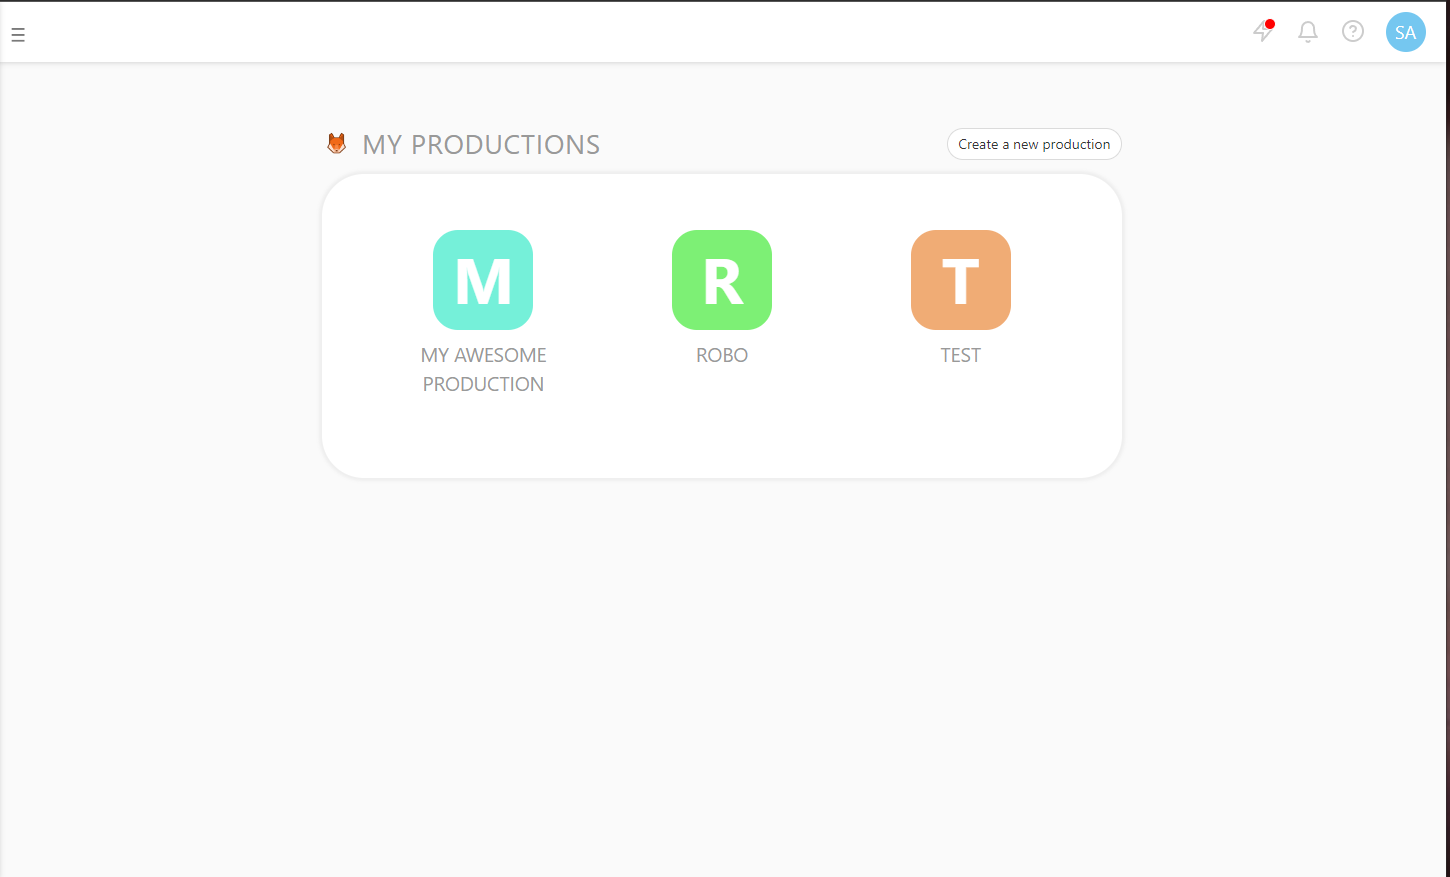 SA
MY PRODUCTIONS
Create a new production
M
R
T
MY AWESOME
PRODUCTION
ROBO
TEST